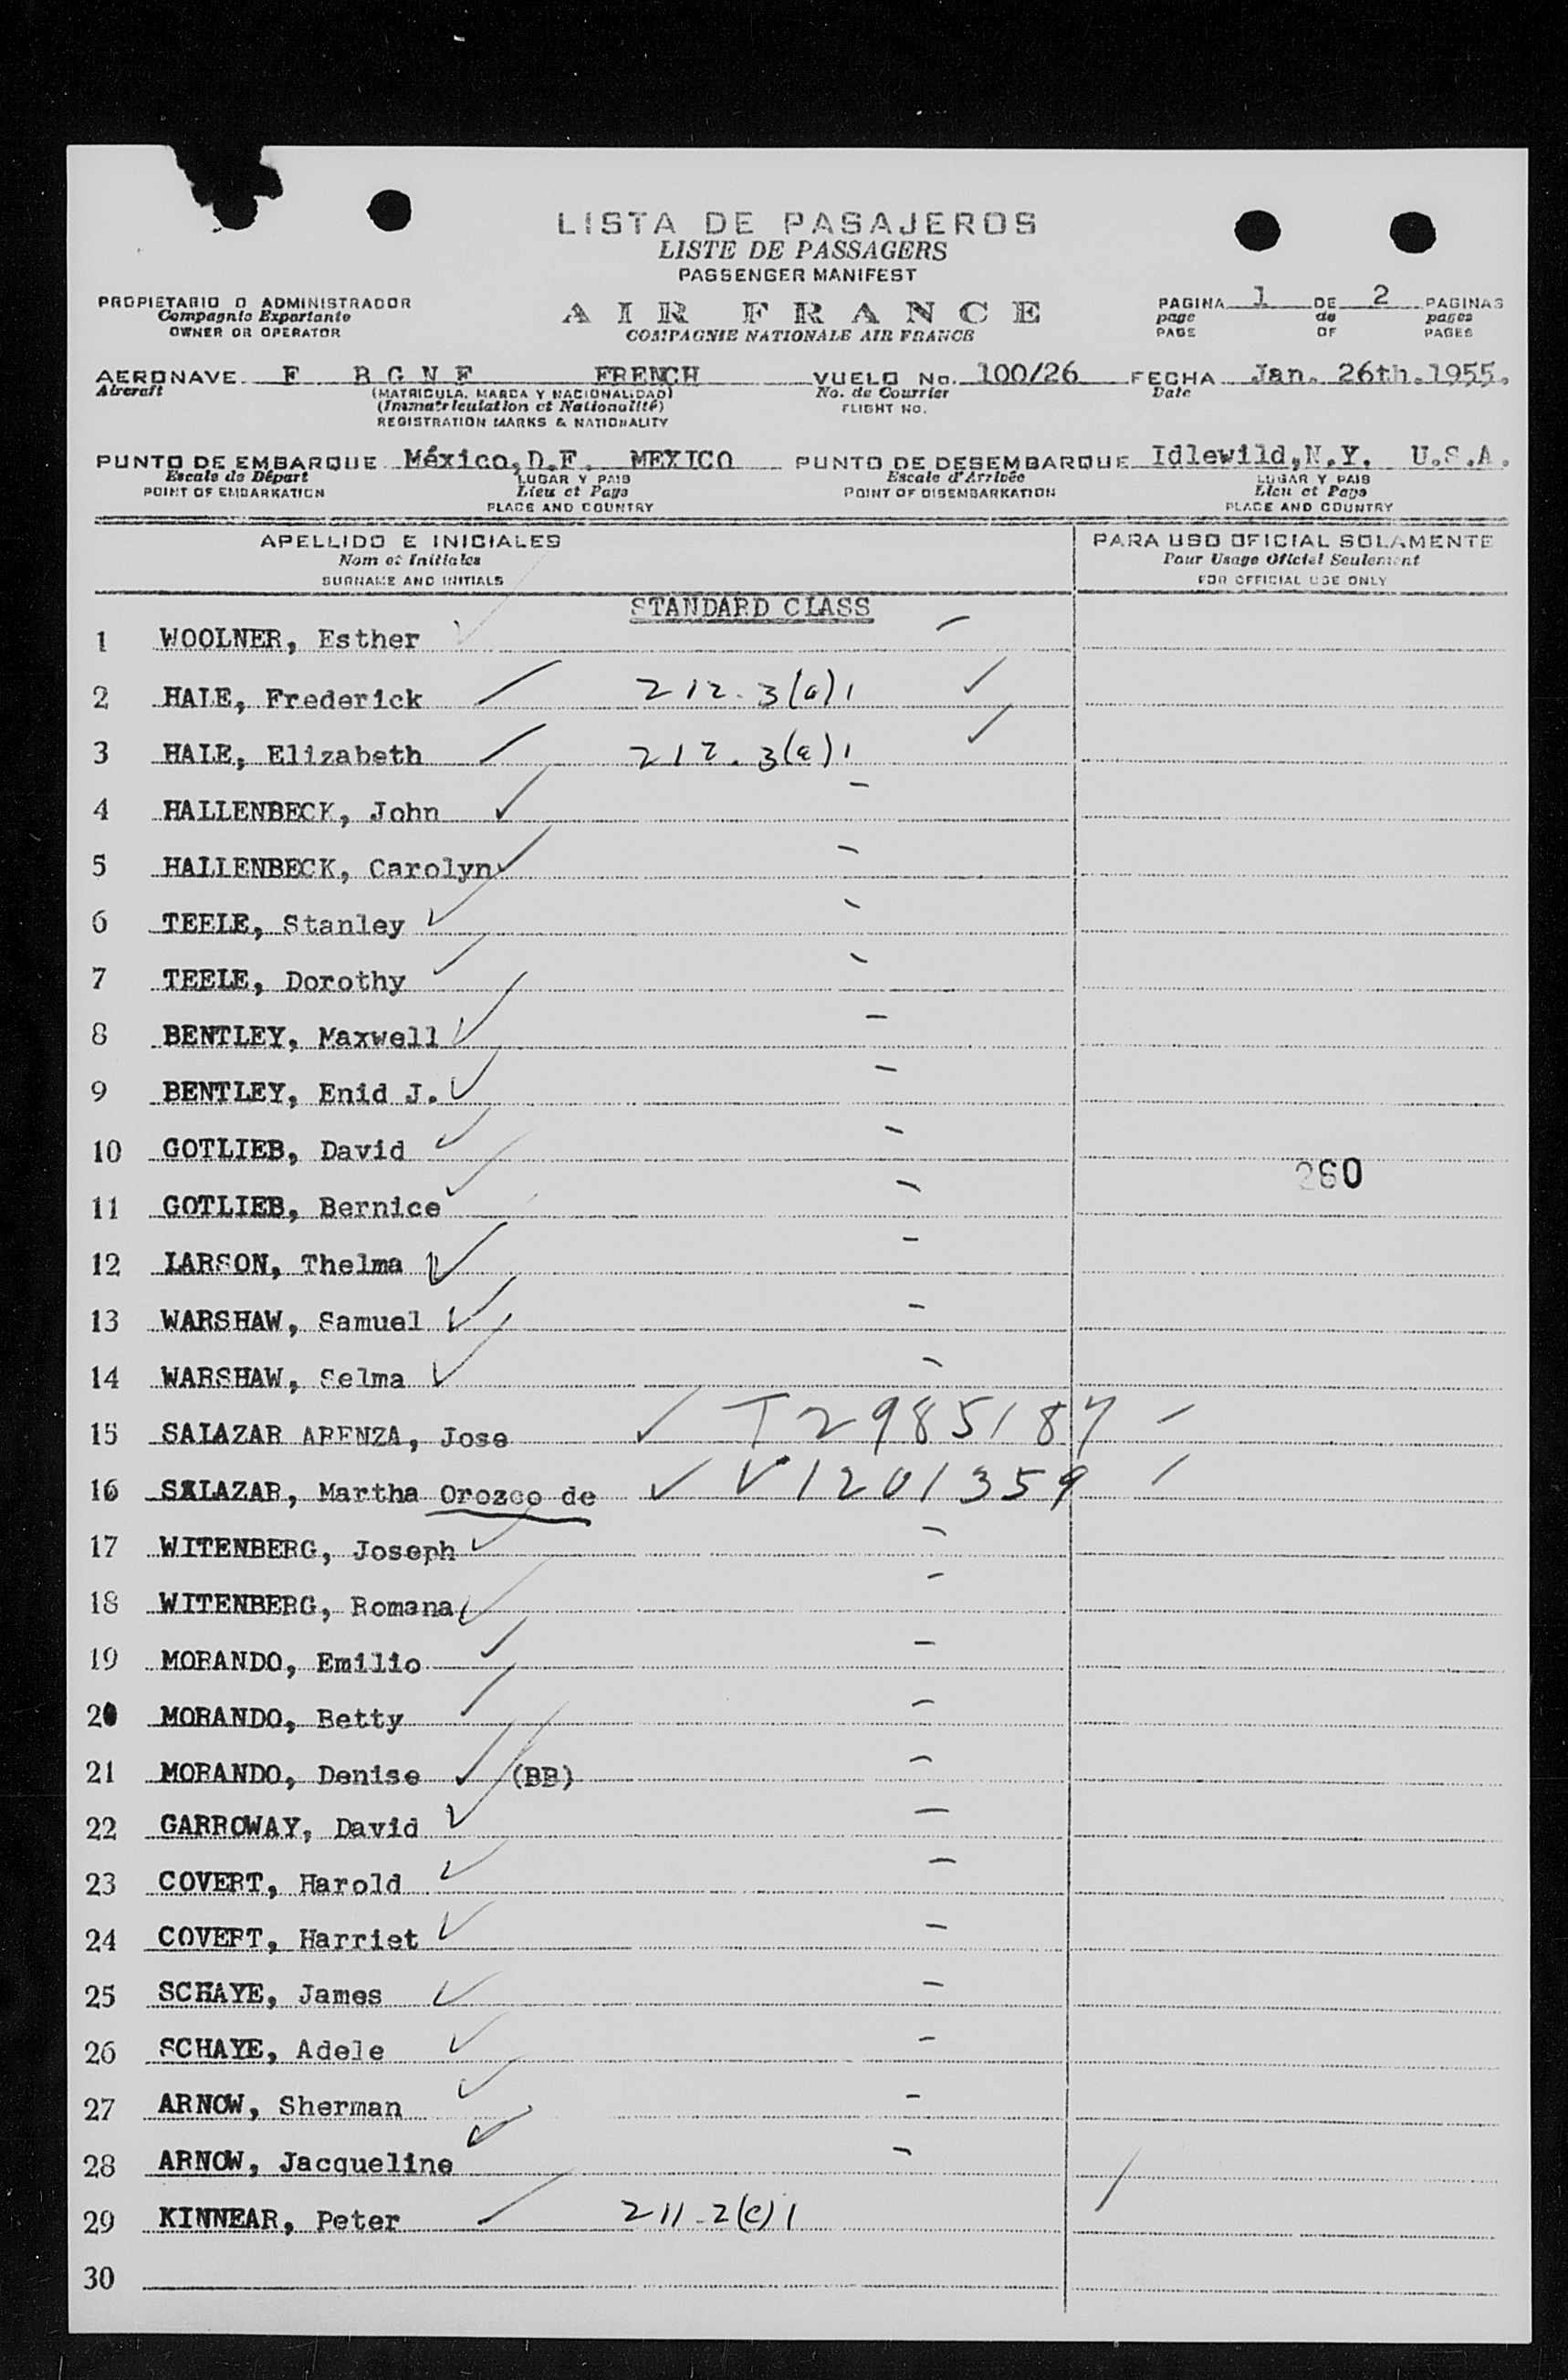 LISTA DE PASAJEROS
LISTE DE PASSAGERS
PASSENGER MANIFEST
PROPIETARIO O ADMINISTRADOR
Compagnie Exportante
OWNER OR OPERATOR
AIR FRANCE
COMPAGNIE NATIONALE AIR FRANCE
PAGINA 1 DE 2 PAGINAS
page de pages
PAGE OF PAGES
AERONAVE F BGNF FRENCH VUELO No. 100/26 FECHA Jan. 26th.1955.
Aircraft (MATRICULA, MARCA Y NACIONALIDAD) No. de Courrier Date
(Immatriculation et Nationalité) FLIGHT NO.
REGISTRATION MARKS & NATIONALITY
PUNTO DE EMBARQUE México,D.F. MEXICO PUNTO DE DESEMBARQUE Idlewild,N.Y. U.S.A.
Escale de Départ LUGAR Y PAIS Escale d'Arrivée LUGAR Y PAIS
POINT OF EMBARKATION Lieu et Pays POINT OF DISEMBARKATION Lieu et Pays
PLACE AND COUNTRY PLACE AND COUNTRY
APELLIDO E INICIALES PARA USO OFICIAL SOLAMENTE
Nom et Initiales Pour Usage Oficiel Seulement
SURNAME AND INITIALS FOR OFFICIAL USE ONLY
STANDARD CLASS
1 WOOLNER, Esther
2 HALE, Frederick 212.3(a)1
3 HALE, Elizabeth 212.3(a)1
4 HALLENBECK, John
5 HALLENBECK, Carolyn
6 TEELE, Stanley
7 TEELE, Dorothy
8 BENTLEY, Maxwell
9 BENTLEY, Enid J.
10 GOTLIEB, David
260
11 GOTLIEB, Bernice
12 LARSON, Thelma
13 WARSHAW, Samuel
14 WARSHAW, Selma
15 SALAZAR ARENZA, Jose T2985187
16 SALAZAR, Martha Orozco de V1201359
17 WITENBERG, Joseph
18 WITENBERG, Romana
19 MORANDO, Emilio
20 MORANDO, Betty
21 MORANDO, Denise (BB)
22 GARROWAY, David
23 COVERT, Harold
24 COVERT, Harriet
25 SCHAYE, James
26 SCHAYE, Adele
27 ARNOW, Sherman
28 ARNOW, Jacqueline
29 KINNEAR, Peter 211-2(c)1
30